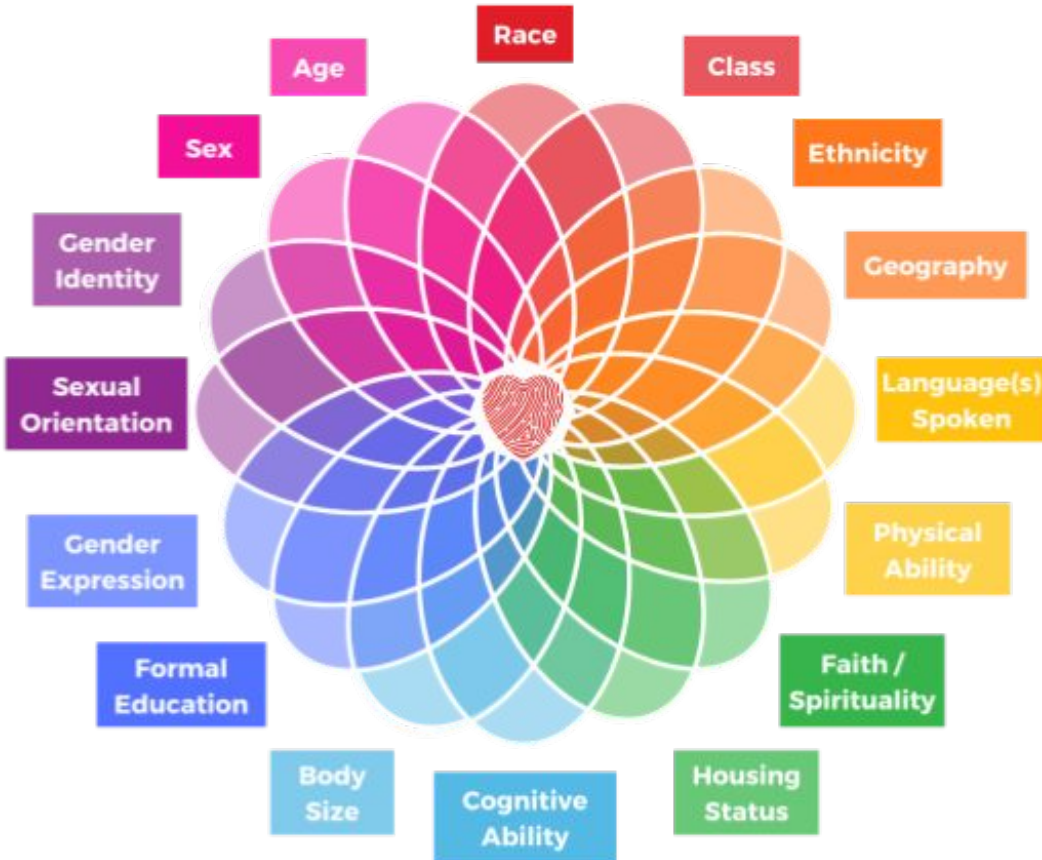 Race
Class
Ethnicity
Geography
Language(s)
Spoken
Physical
Ability
Faith /
Spirituality
Housing
Status
Cognitive
Ability
Body
Size
Formal
Education
Gender
Expression
Sexual
Orientation
Gender
Identity
Sex
Age